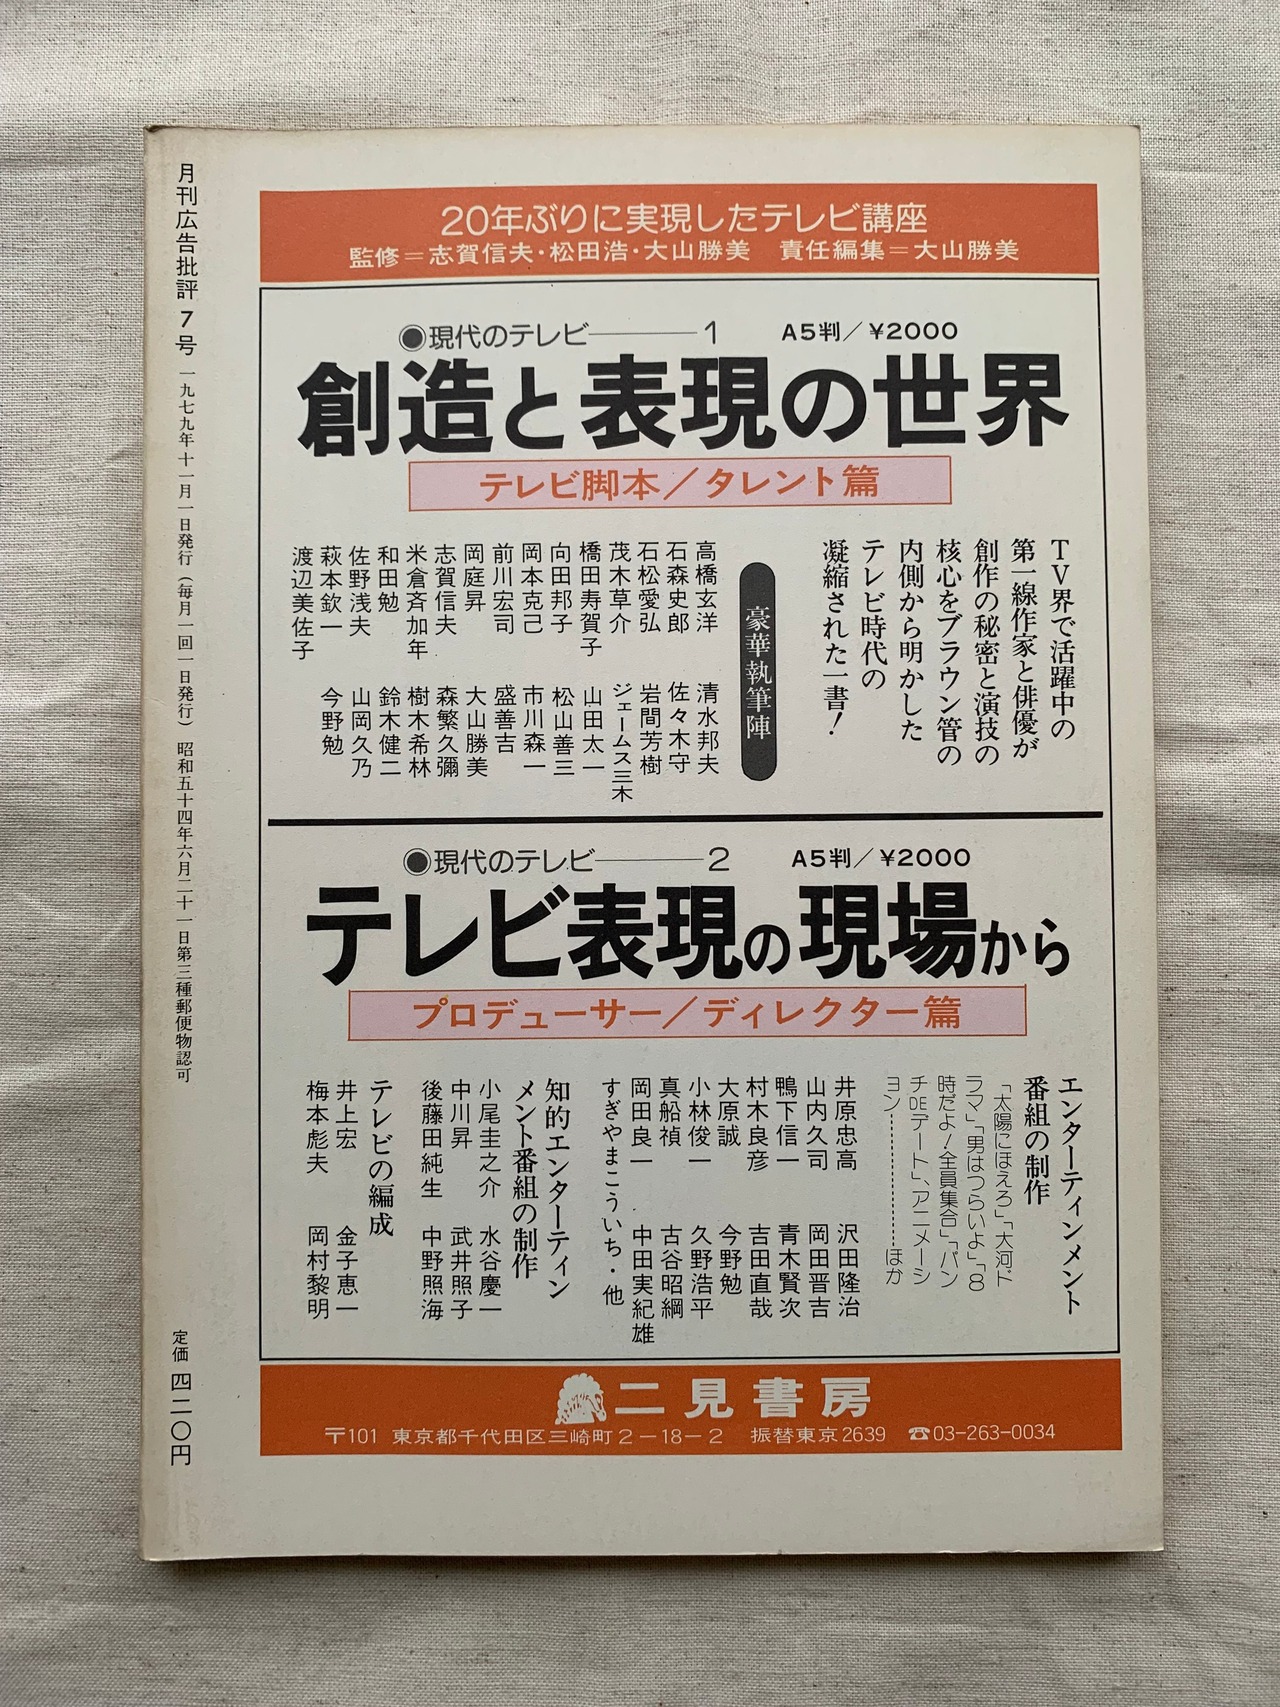 20年ぶりに実現したテレビ講座
監修＝志賀信夫・松田浩・大山勝美　責任編集＝大山勝美
◉現代のテレビ――1　A5判／¥2000
創造と表現の世界
テレビ脚本／タレント篇
TV界で活躍中の
第一線作家と俳優が
創作の秘密と演技の
核心をブラウン管の
内側から明かした
テレビ時代の
凝縮された一書！
豪華執筆陣
高橋玄洋　清水邦夫
石森史郎　佐々木守
石松愛弘　岩間芳樹
茂木草介　ジェームス三木
橋田寿賀子　山田太一
向田邦子　松山善三
岡本克己　市川森一
前川宏司　盛善吉
岡庭昇　大山勝美
志賀信夫　森繁久彌
米倉斉加年　樹木希林
和田勉　鈴木健二
佐野浅夫　山岡久乃
萩本欽一　今野勉
渡辺美佐子
◉現代のテレビ――2　A5判／¥2000
テレビ表現の現場から
プロデューサー／ディレクター篇
エンターティンメント
番組の制作
「太陽にほえろ」「大河ド
ラマ」「男はつらいよ」「8
時だよ！全員集合」「パン
チDEデート」、アニメーシ
ョン………ほか
井原忠高　沢田隆治
山内久司　岡田晋吉
鴨下信一　青木賢次
村木良彦　吉田直哉
大原誠　今野勉
小林俊一　久野浩平
真船禎　古谷昭綱
岡田良一　中田実紀雄
すぎやまこういち・他
知的エンターティン
メント番組の制作
小尾圭之介　水谷慶一
中川昇　武井照子
後藤田純生　中野照海
テレビの編成
井上宏　金子恵一
梅本彪夫　岡村黎明
二見書房
〒101 東京都千代田区三崎町2－18－2　振替東京2639　☎03-263-0034
月刊広告批評 7号 一九七九年十一月一日発行（毎月一回一日発行）昭和五十四年六月二十一日第三種郵便物認可
定価 四二〇円